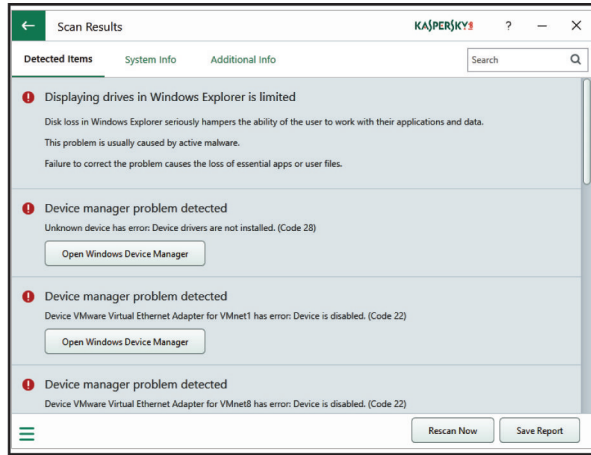 Scan Results
KASPERSKY
?
Detected Items
System Info
Additional Info
Search
Displaying drives in Windows Explorer is limited
Disk loss in Windows Explorer seriously hampers the ability of the user to work with their applications and data.
This problem is usually caused by active malware.
Failure to correct the problem causes the loss of essential apps or user files.
Device manager problem detected
Unknown device has error: Device drivers are not installed. (Code 28)
Open Windows Device Manager
Device manager problem detected
Device VMware Virtual Ethernet Adapter for VMnet1 has error: Device is disabled. (Code 22)
Open Windows Device Manager
Device manager problem detected
Device VMware Virtual Ethernet Adapter for VMnet8 has error: Device is disabled. (Code 22)
Rescan Now
Save Report